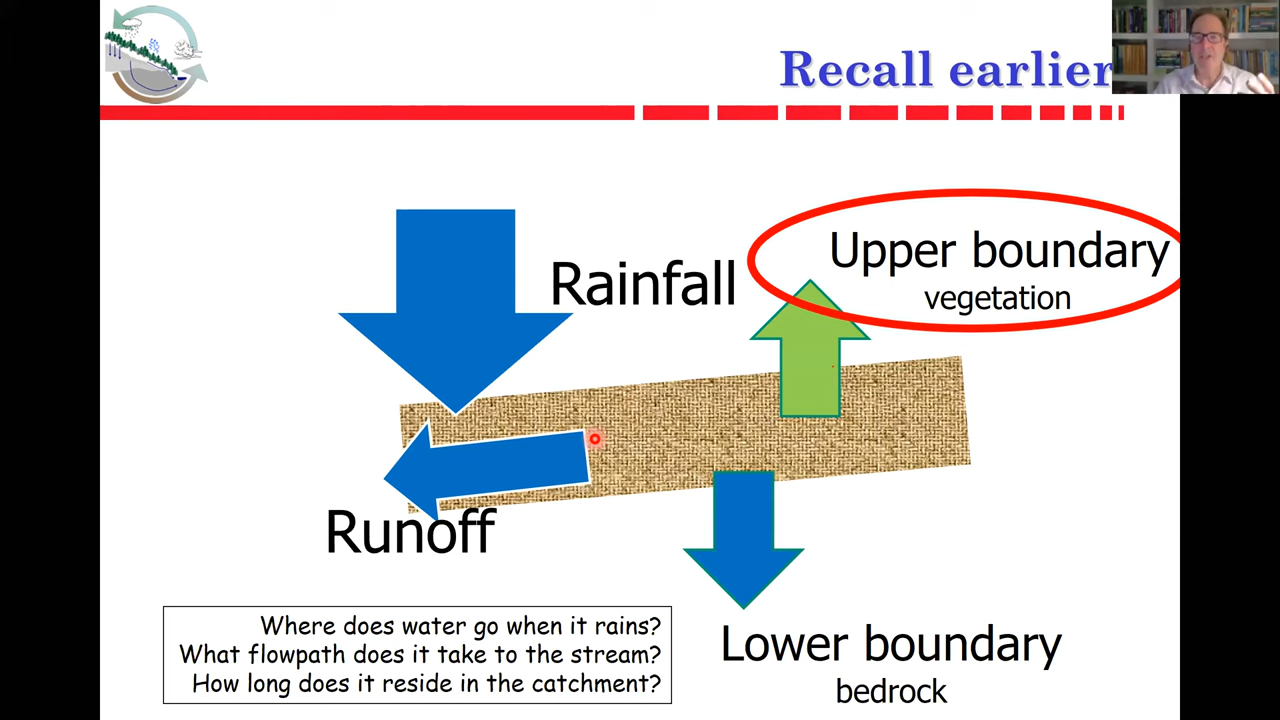 Recall earlier
Rainfall
Upper boundary
vegetation
Runoff
Where does water go when it rains?
What flowpath does it take to the stream?
How long does it reside in the catchment?
Lower boundary
bedrock